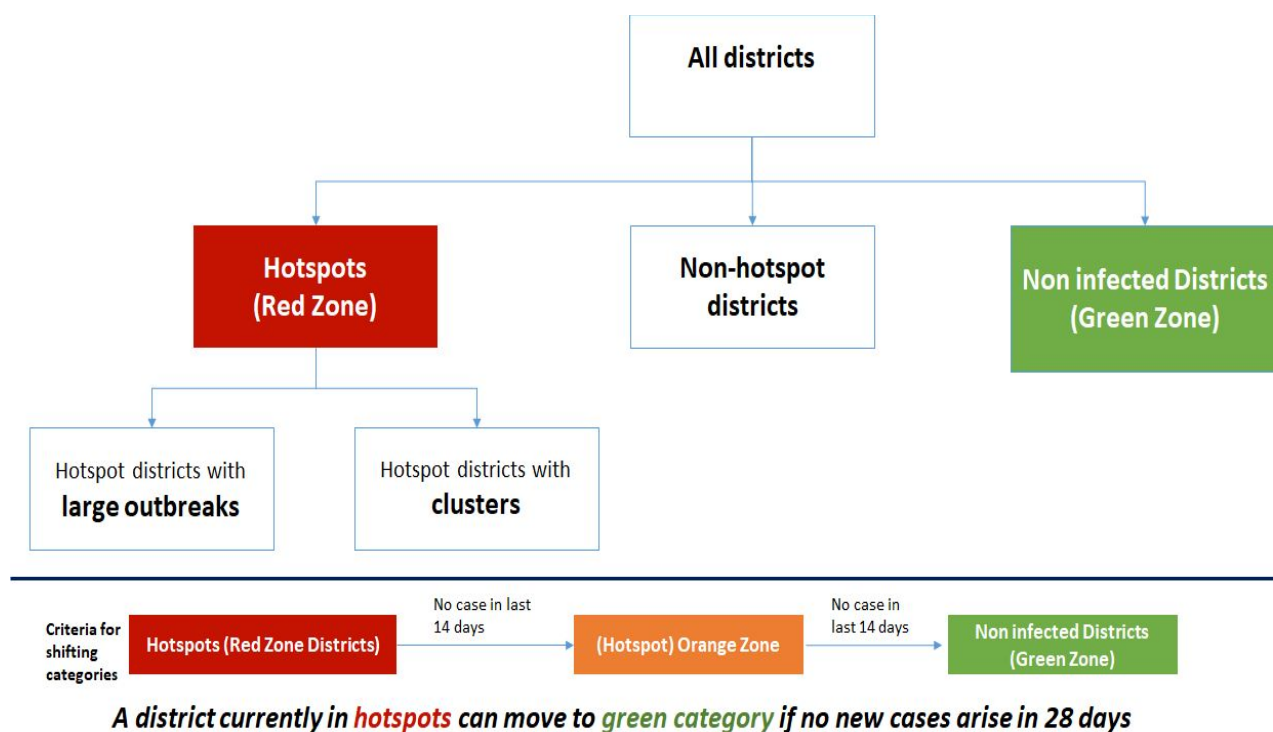 All districts
Hotspots
(Red Zone)
Non-hotspot
districts
Non infected Districts
(Green Zone)
Hotspot districts with
large outbreaks
Hotspot districts with
clusters
Criteria for
shifting
categories
Hotspots (Red Zone Districts)
No case in last
14 days
(Hotspot) Orange Zone
No case in
last 14 days
Non infected Districts
(Green Zone)
A district currently in hotspots can move to green category if no new cases arise in 28 days